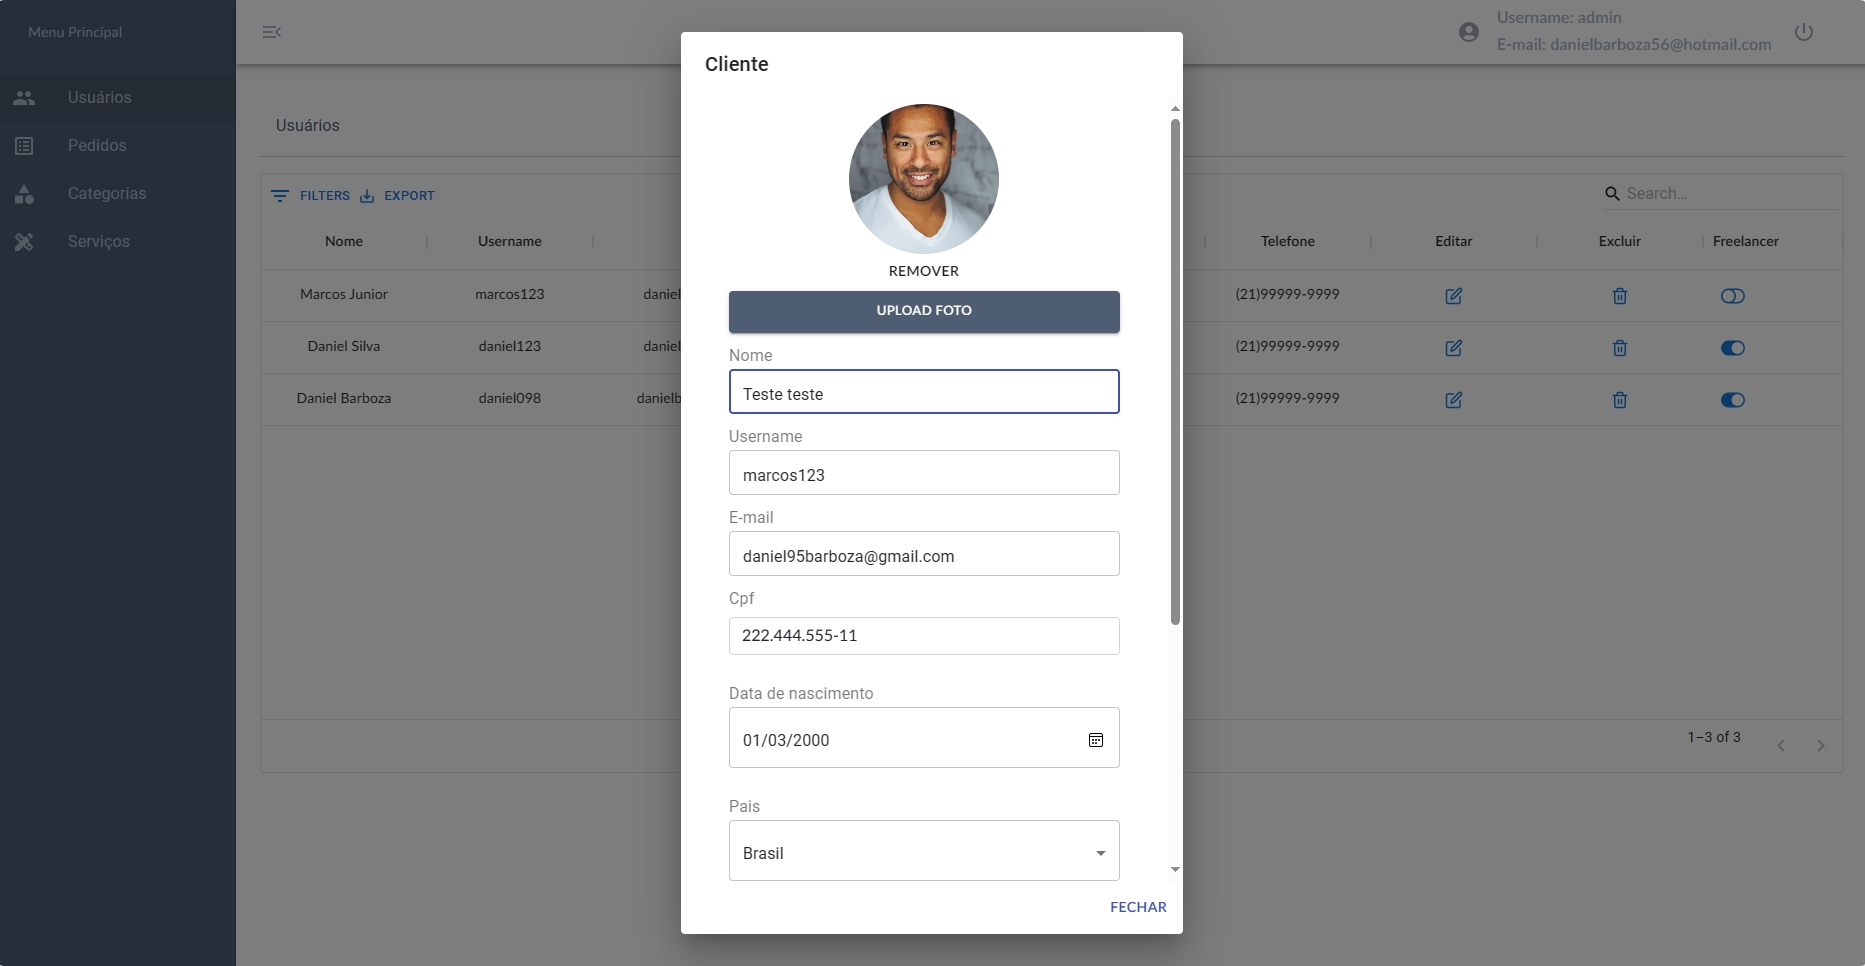 Menu Principal
Usuários
Pedidos
Categorias
Serviços
Username: admin
E-mail: danielbarboza56@hotmail.com
Usuários
FILTERS
EXPORT
Search...
Nome
Username
Telefone
Editar
Excluir
Freelancer
Marcos Junior
marcos123
daniel
(21)99999-9999
Daniel Silva
daniel123
daniel
(21)99999-9999
Daniel Barboza
daniel098
danielb
(21)99999-9999
1–3 of 3
Cliente
REMOVER
UPLOAD FOTO
Nome
Teste teste
Username
marcos123
E-mail
daniel95barboza@gmail.com
Cpf
222.444.555-11
Data de nascimento
01/03/2000
Pais
Brasil
FECHAR